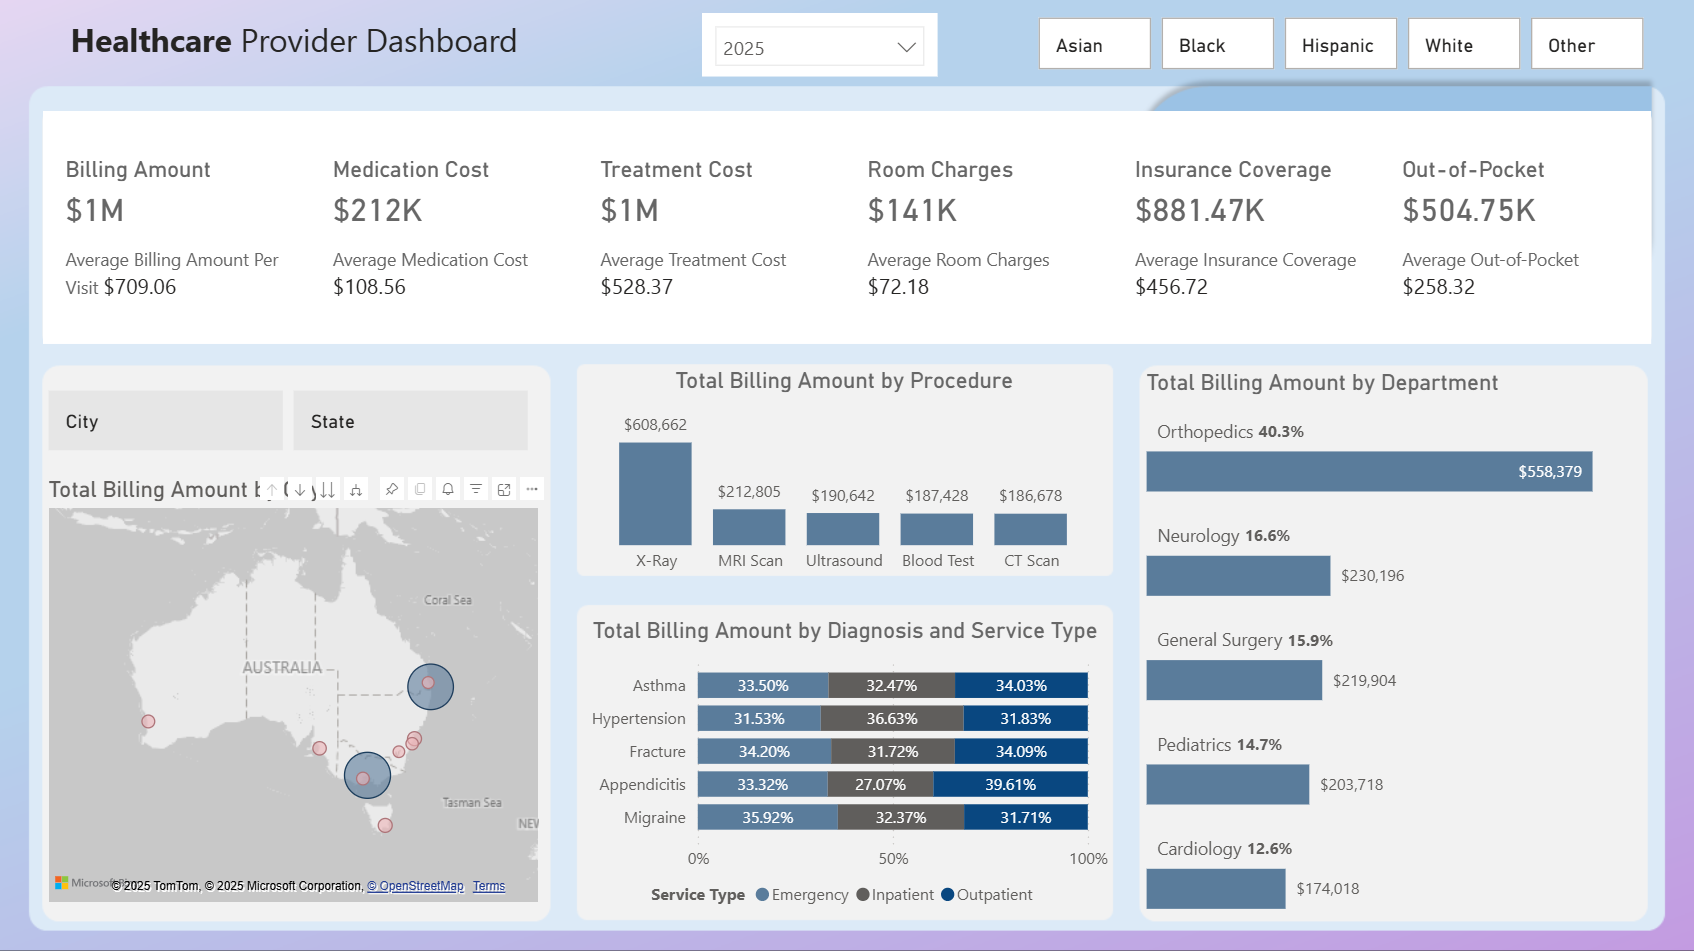 Healthcare Provider Dashboard
2025
Asian
Black
Hispanic
White
Other
Billing Amount
$1M
Average Billing Amount Per
Visit $709.06
Medication Cost
$212K
Average Medication Cost
$108.56
Treatment Cost
$1M
Average Treatment Cost
$528.37
Room Charges
$141K
Average Room Charges
$72.18
Insurance Coverage
$881.47K
Average Insurance Coverage
$456.72
Out-of-Pocket
$504.75K
Average Out-of-Pocket
$258.32
City
State
Total Billing Amount
Coral Sea
AUSTRALIA
Tasman Sea
NEW
Microsoft
© 2025 TomTom, © 2025 Microsoft Corporation, © OpenStreetMap Terms
Total Billing Amount by Procedure
$608,662
$212,805
$190,642
$187,428
$186,678
X-Ray
MRI Scan
Ultrasound
Blood Test
CT Scan
Total Billing Amount by Diagnosis and Service Type
Asthma 33.50% 32.47% 34.03%
Hypertension 31.53% 36.63% 31.83%
Fracture 34.20% 31.72% 34.09%
Appendicitis 33.32% 27.07% 39.61%
Migraine 35.92% 32.37% 31.71%
0% 50% 100%
Service Type Emergency Inpatient Outpatient
Total Billing Amount by Department
Orthopedics 40.3%
$558,379
Neurology 16.6%
$230,196
General Surgery 15.9%
$219,904
Pediatrics 14.7%
$203,718
Cardiology 12.6%
$174,018